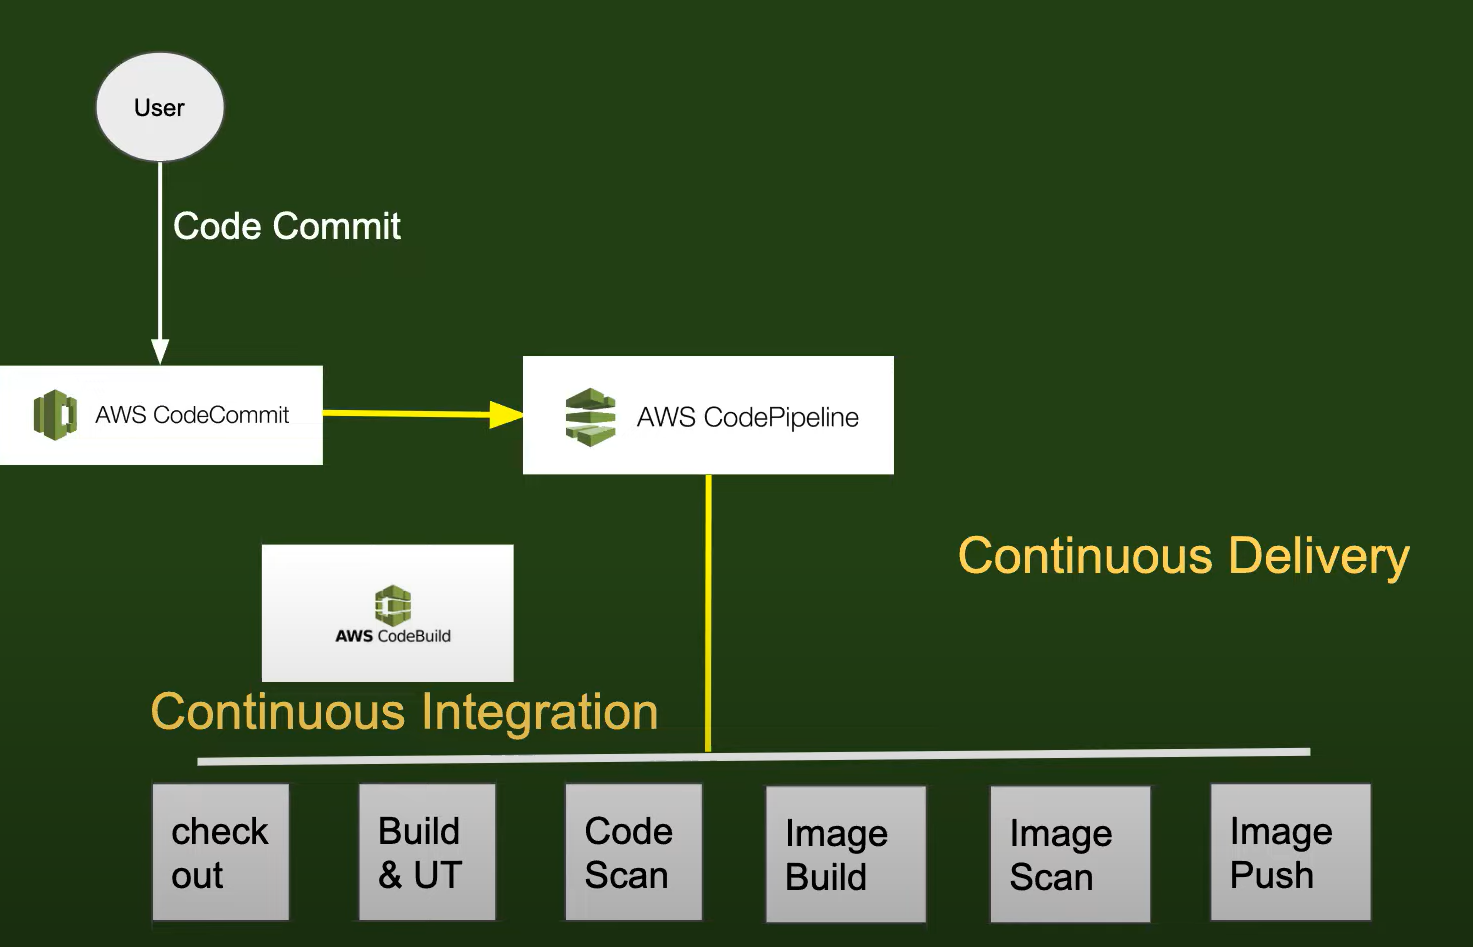 User
Code Commit
AWS CodeCommit
AWS CodePipeline
Continuous Delivery
AWS CodeBuild
Continuous Integration
check
out
Build
& UT
Code
Scan
Image
Build
Image
Scan
Image
Push